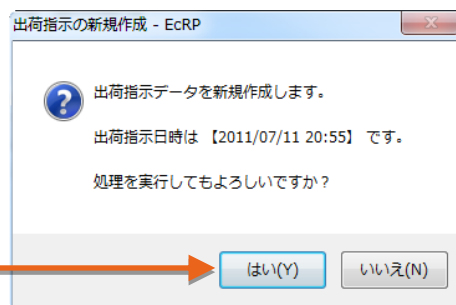 出荷指示の新規作成 - EcRP
出荷指示データを新規作成します。
出荷指示日時は 【2011/07/11 20:55】 です。
処理を実行してもよろしいですか？
はい(Y)
いいえ(N)